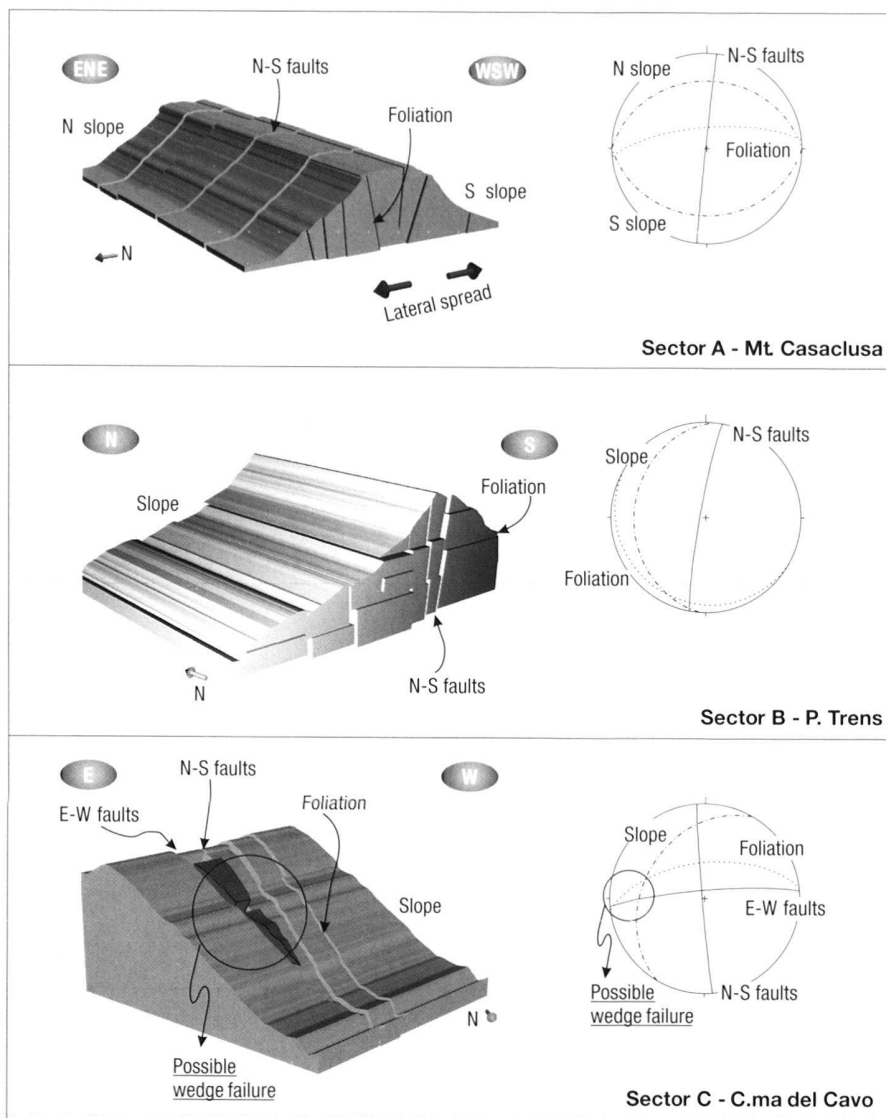 ENE
N-S faults
WSW
Foliation
N slope
S slope
N
Lateral spread
N slope
N-S faults
Foliation
S slope
Sector A - Mt. Casaclusa
N
S
Slope
Foliation
N
N-S faults
N-S faults
Slope
Foliation
Sector B - P. Trens
E
N-S faults
W
E-W faults
Foliation
Slope
N
Possible
wedge failure
Slope
Foliation
E-W faults
N-S faults
Possible
wedge failure
Sector C - C.ma del Cavo